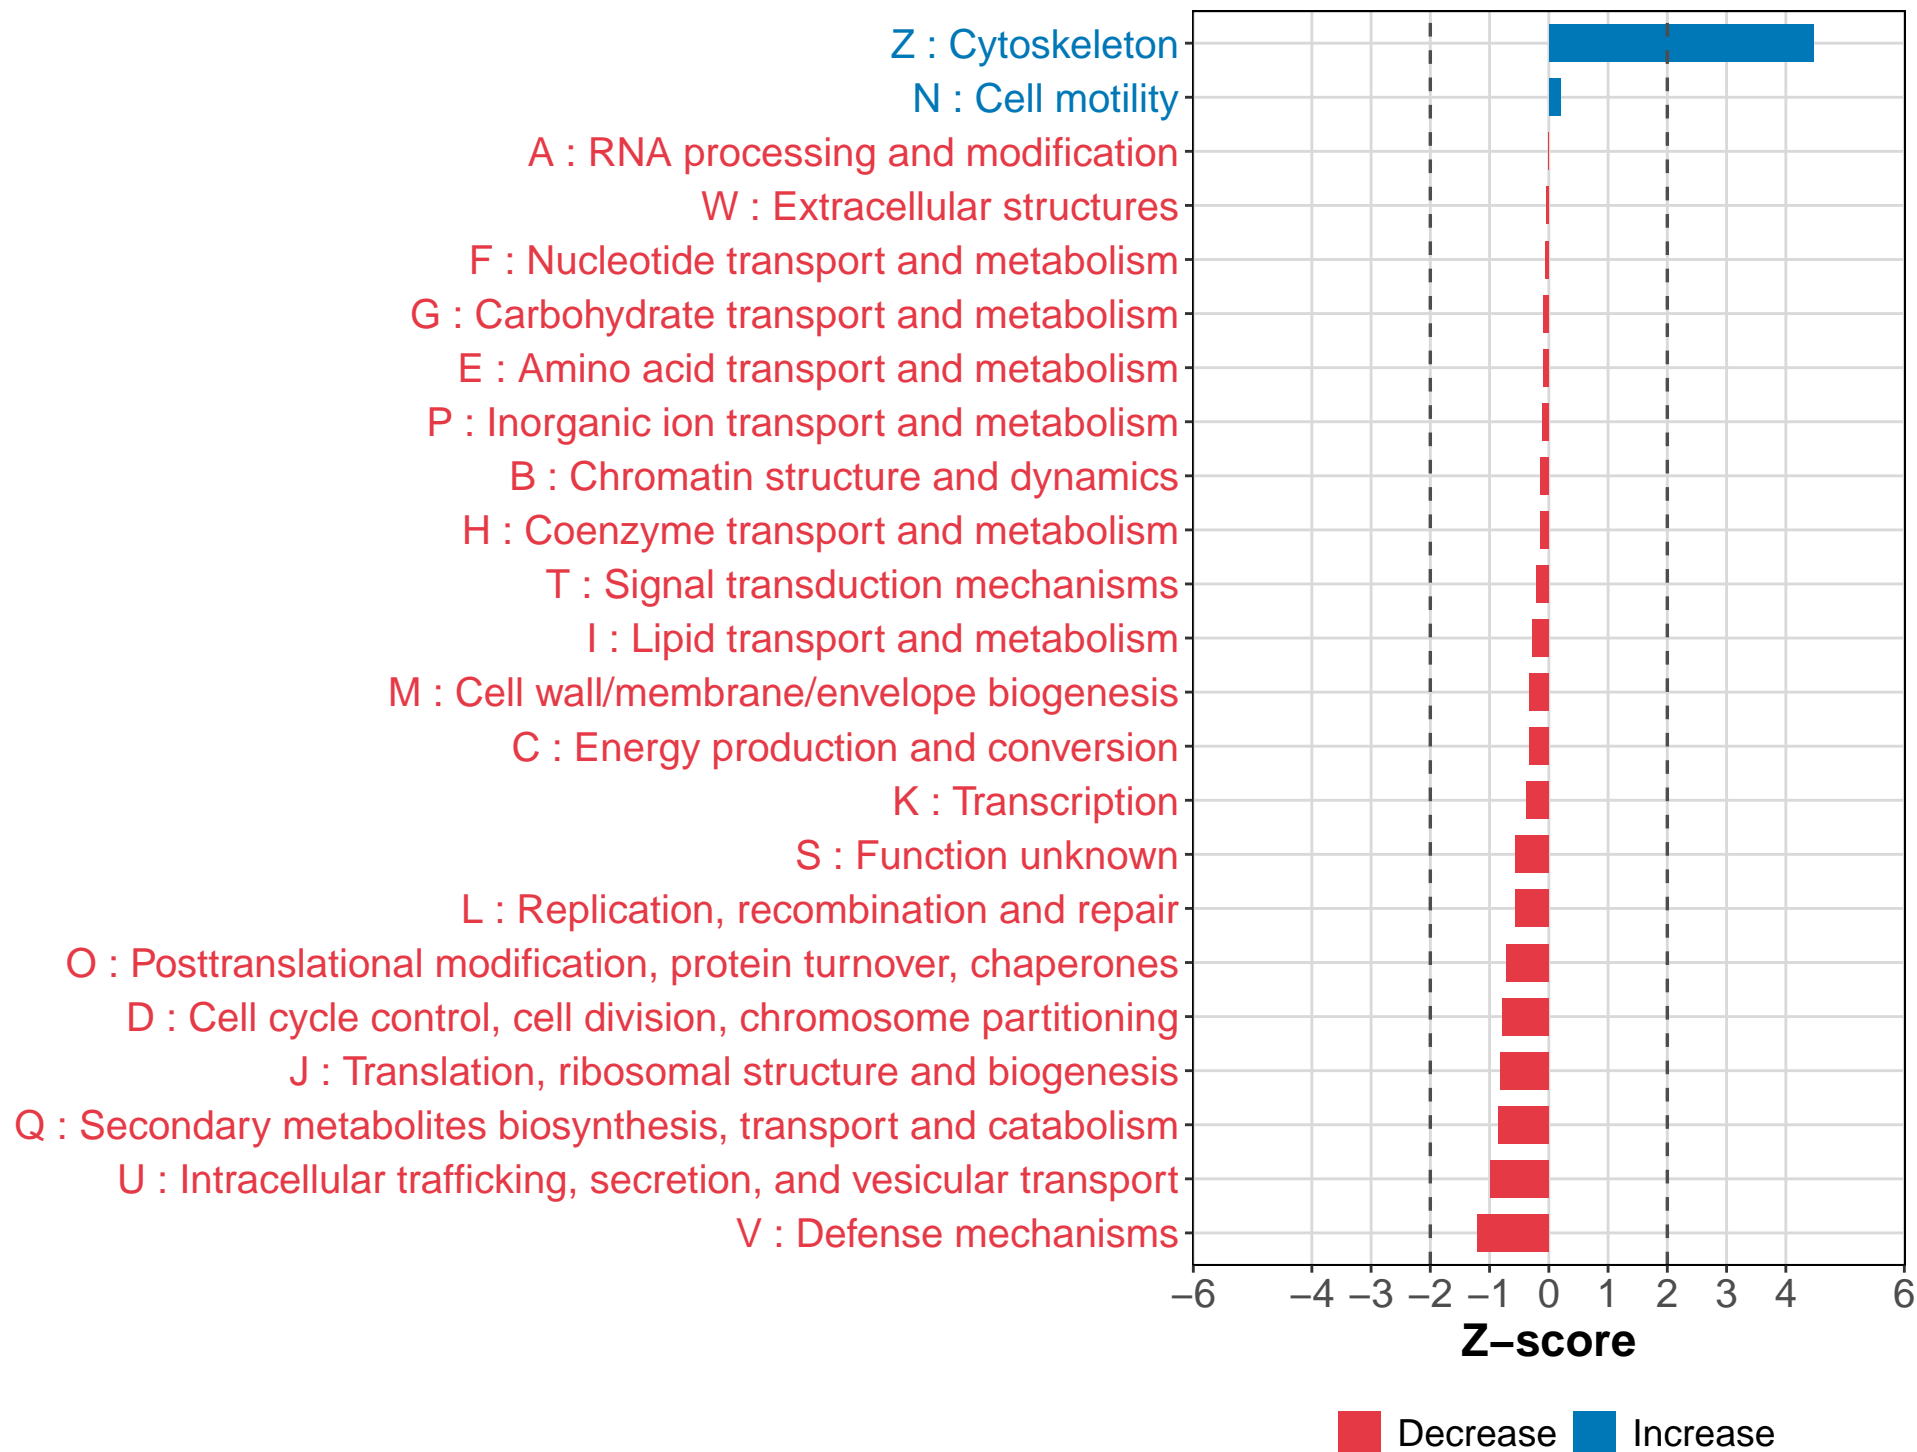 Z : Cytoskeleton
N : Cell motility
A : RNA processing and modification
W : Extracellular structures
F : Nucleotide transport and metabolism
G : Carbohydrate transport and metabolism
E : Amino acid transport and metabolism
P : Inorganic ion transport and metabolism
B : Chromatin structure and dynamics
H : Coenzyme transport and metabolism
T : Signal transduction mechanisms
I : Lipid transport and metabolism
M : Cell wall/membrane/envelope biogenesis
C : Energy production and conversion
K : Transcription
S : Function unknown
L : Replication, recombination and repair
O : Posttranslational modification, protein turnover, chaperones
D : Cell cycle control, cell division, chromosome partitioning
J : Translation, ribosomal structure and biogenesis
Q : Secondary metabolites biosynthesis, transport and catabolism
U : Intracellular trafficking, secretion, and vesicular transport
V : Defense mechanisms
−6 −4 −3 −2 −1 0 1 2 3 4 6
Z−score
Decrease Increase